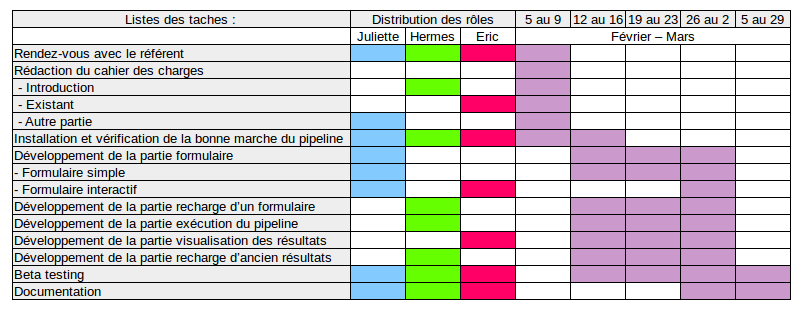 Listes des taches : Distribution des rôles 5 au 9 12 au 16 19 au 23 26 au 2 5 au 29
Juliette Hermes Eric Février – Mars
Rendez-vous avec le référent
Rédaction du cahier des charges
- Introduction
- Existant
- Autre partie
Installation et vérification de la bonne marche du pipeline
Développement de la partie formulaire
- Formulaire simple
- Formulaire interactif
Développement de la partie recharge d'un formulaire
Développement de la partie exécution du pipeline
Développement de la partie visualisation des résultats
Développement de la partie recharge d'ancien résultats
Beta testing
Documentation